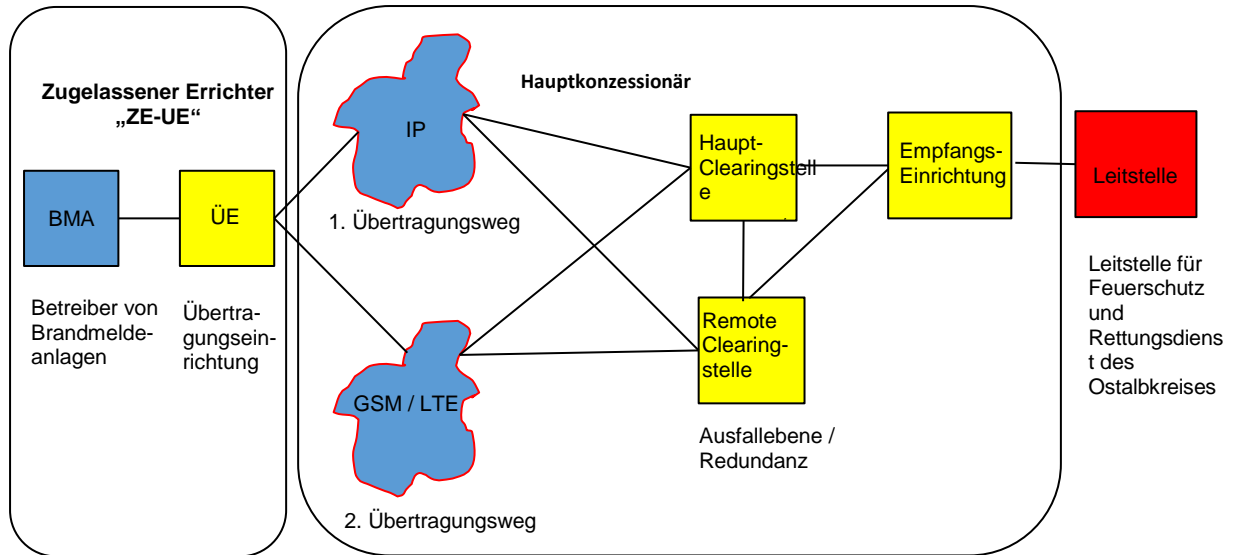 Zugelassener Errichter
„ZE-UE“
BMA
ÜE
Betreiber von
Brandmelde-
anlagen
Übertra-
gungsein-
richtung
Hauptkonzessionär
IP
1. Übertragungsweg
GSM / LTE
2. Übertragungsweg
Haupt-
Clearingstell
e
Remote
Clearing-
stelle
Ausfallebene /
Redundanz
Empfangs-
Einrichtung
Leitstelle
Leitstelle für
Feuerschutz
und
Rettungsdiens
t des
Ostalbkreises